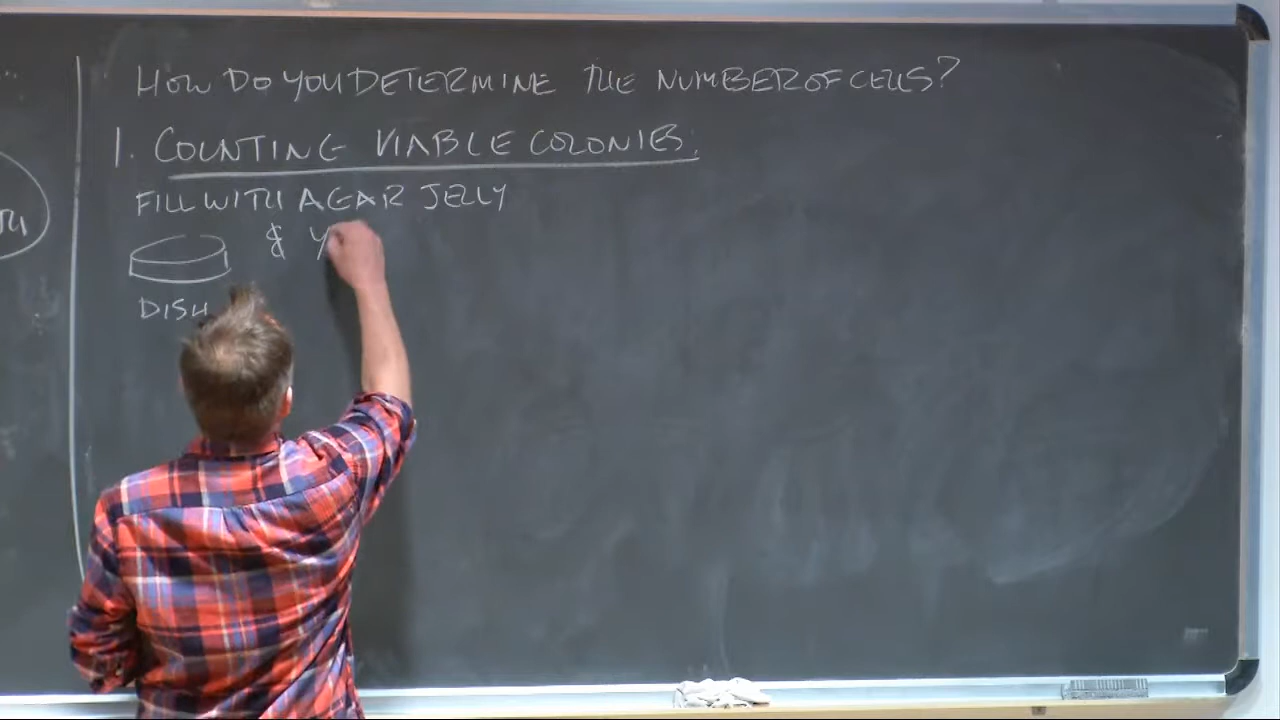 HOW DO YOU DETERMINE THE NUMBER OF CELLS?
1. COUNTING VIABLE COLONIES:
FILL WITH AGAR JELLY
& Y
DISH